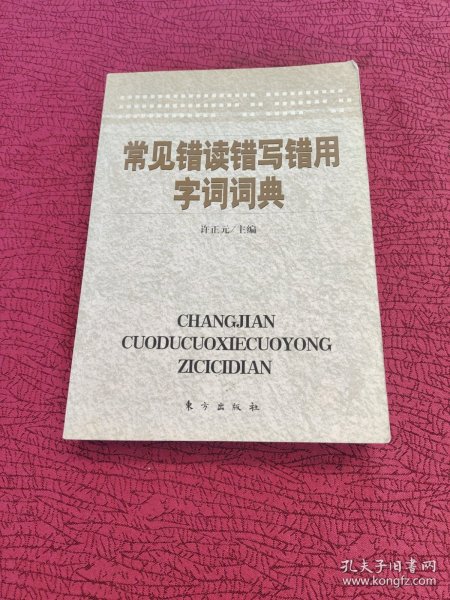 常见错读错写错用
字词词典
许正元/主编
CHANGJIAN
CUODUCUOXIECUOYONG
ZICICIDIAN
东方出版社
孔夫子旧书网
www.kongfz.com